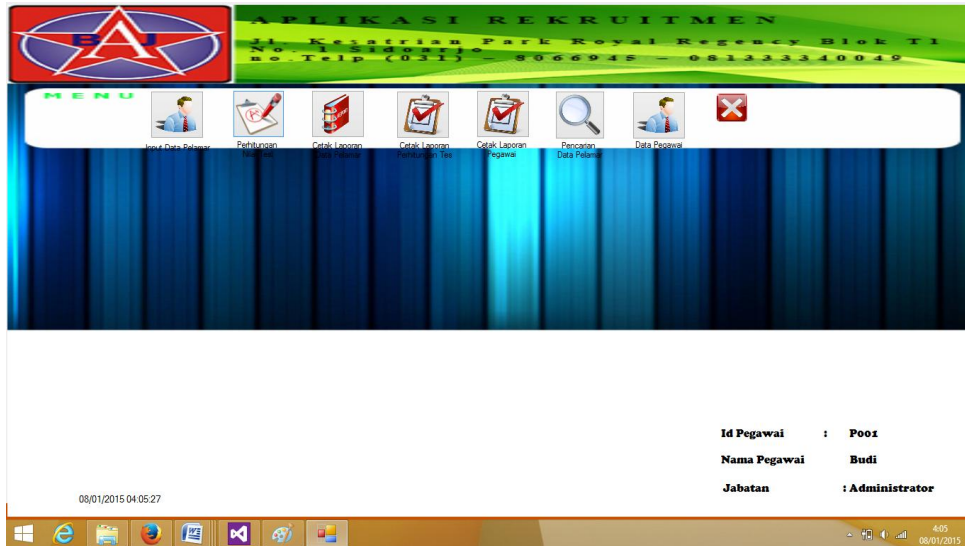 BAJ
APLIKASI REKRUITMEN
Jl. Kesatrian Park Royal Regency Blok T1
No. 1 Sidoarjo
no.Telp (031) - 8066945 - 081333340049
MENU
Input Data Pelamar
Perhitungan
Nilai Tes
Cetak Laporan
Data Pelamar
Cetak Laporan
Perhitungan Tes
Cetak Laporan
Pegawai
Pencarian
Data Pelamar
Data Pegawai
Id Pegawai : P001
Nama Pegawai Budi
Jabatan : Administrator
08/01/2015 04:05:27
4:05
08/01/2015